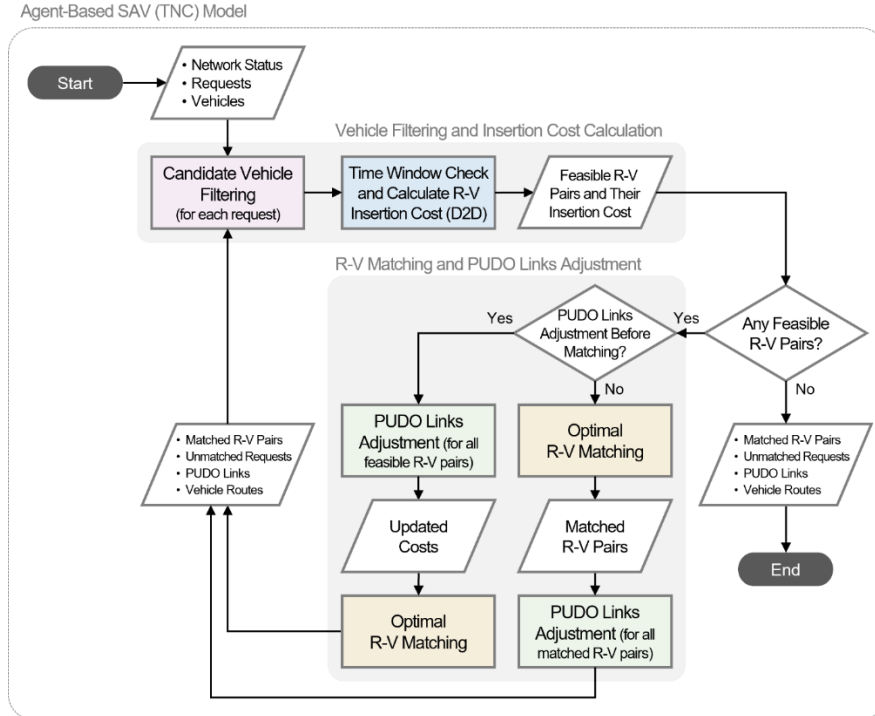 Agent-Based SAV (TNC) Model
Start
• Network Status
• Requests
• Vehicles
Vehicle Filtering and Insertion Cost Calculation
Candidate Vehicle
Filtering
(for each request)
Time Window Check
and Calculate R-V
Insertion Cost (D2D)
Feasible R-V
Pairs and Their
Insertion Cost
R-V Matching and PUDO Links Adjustment
Yes
PUDO Links
Adjustment Before
Matching?
Yes
Any Feasible
R-V Pairs?
No
No
PUDO Links
Adjustment (for all
feasible R-V pairs)
Optimal
R-V Matching
• Matched R-V Pairs
• Unmatched Requests
• PUDO Links
• Vehicle Routes
• Matched R-V Pairs
• Unmatched Requests
• PUDO Links
• Vehicle Routes
Updated
Costs
Matched
R-V Pairs
End
Optimal
R-V Matching
PUDO Links
Adjustment (for all
matched R-V pairs)